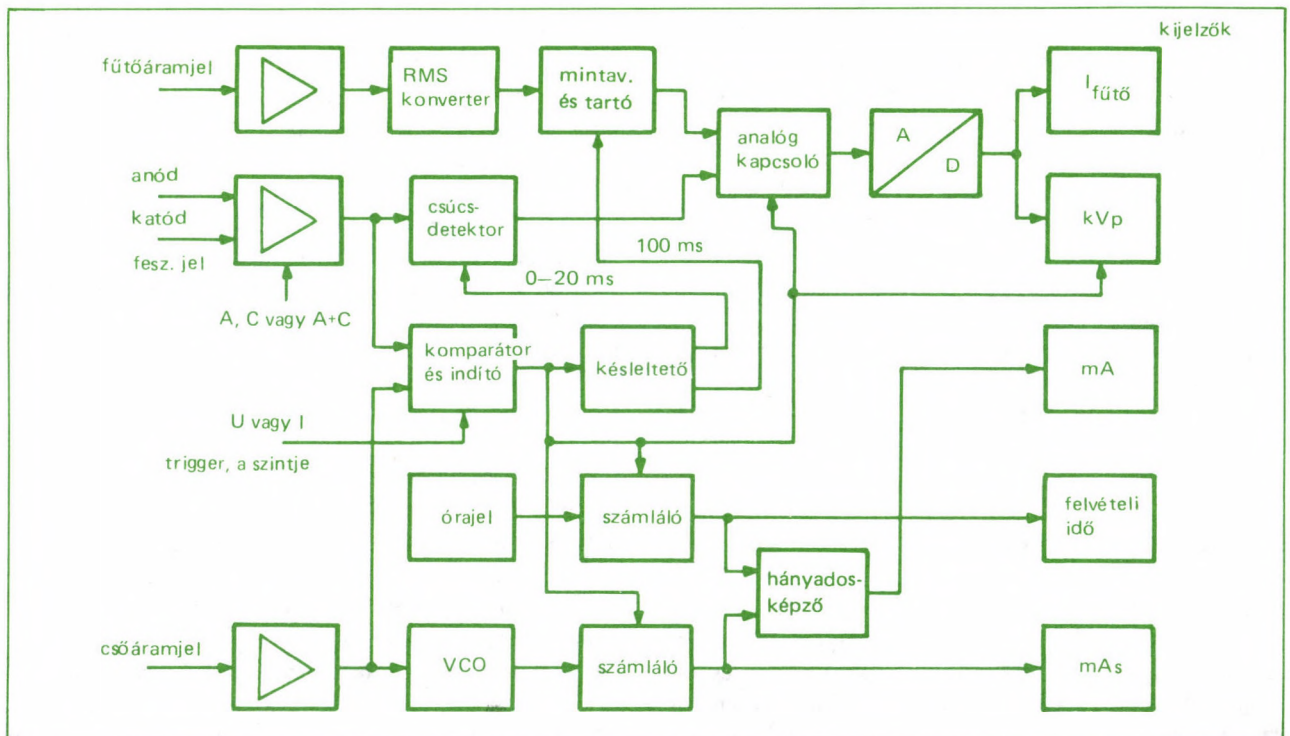 kijelzők
fűtőáramjel
RMS
konverter
mintav.
és tartó
analóg
kapcsoló
A
D
I fűtő
anód
katód
fesz. jel
A, C vagy A+C
csúcs-
detektor
100 ms
0–20 ms
kVp
komparátor
és indító
késleltető
mA
U vagy I
trigger, a szintje
órajel
számláló
felvételi
idő
hányados-
képző
csőáramjel
VCO
számláló
mAs